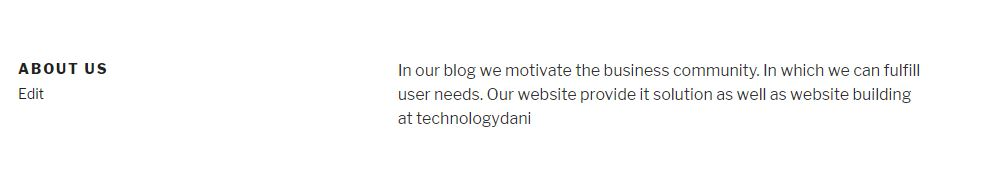 ABOUT US
Edit
In our blog we motivate the business community. In which we can fulfill
user needs. Our website provide it solution as well as website building
at technologydani